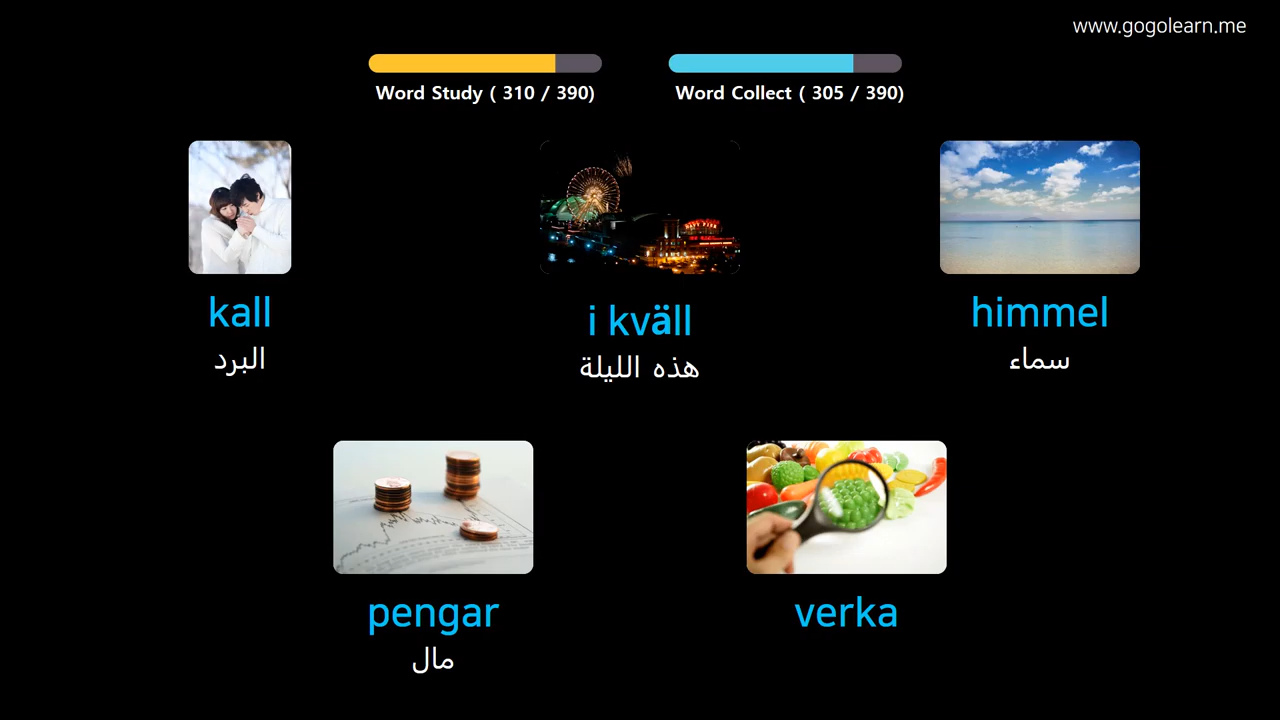 www.gogolearn.me
Word Study ( 310 / 390)
Word Collect ( 305 / 390)
kall
البرد
i kväll
هذه الليلة
himmel
سماء
pengar
مال
verka